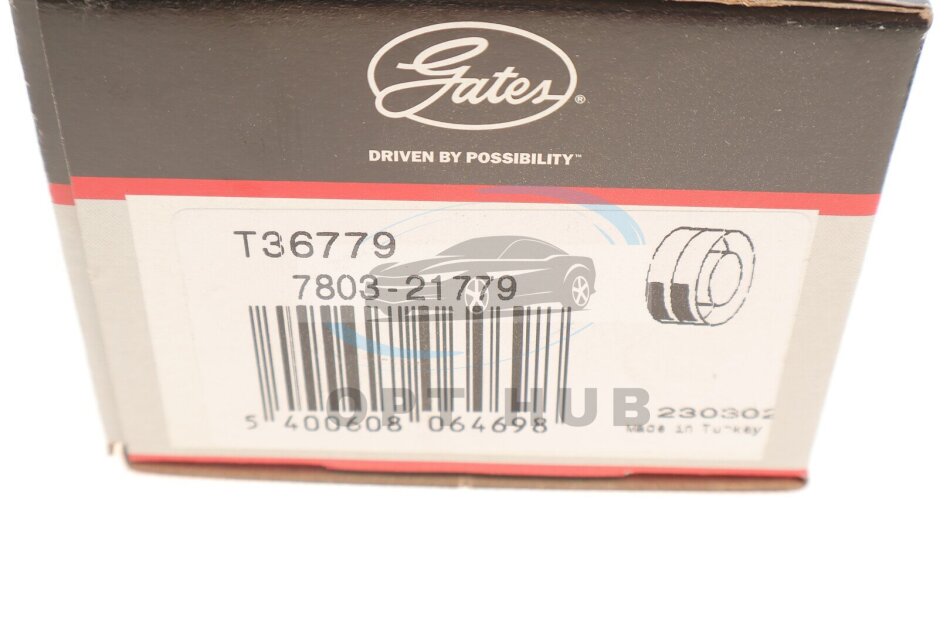 Gates®
DRIVEN BY POSSIBILITY™
T36779
7803-21779
OPT HUB
5 400608 064698
230302
Made in Turkey